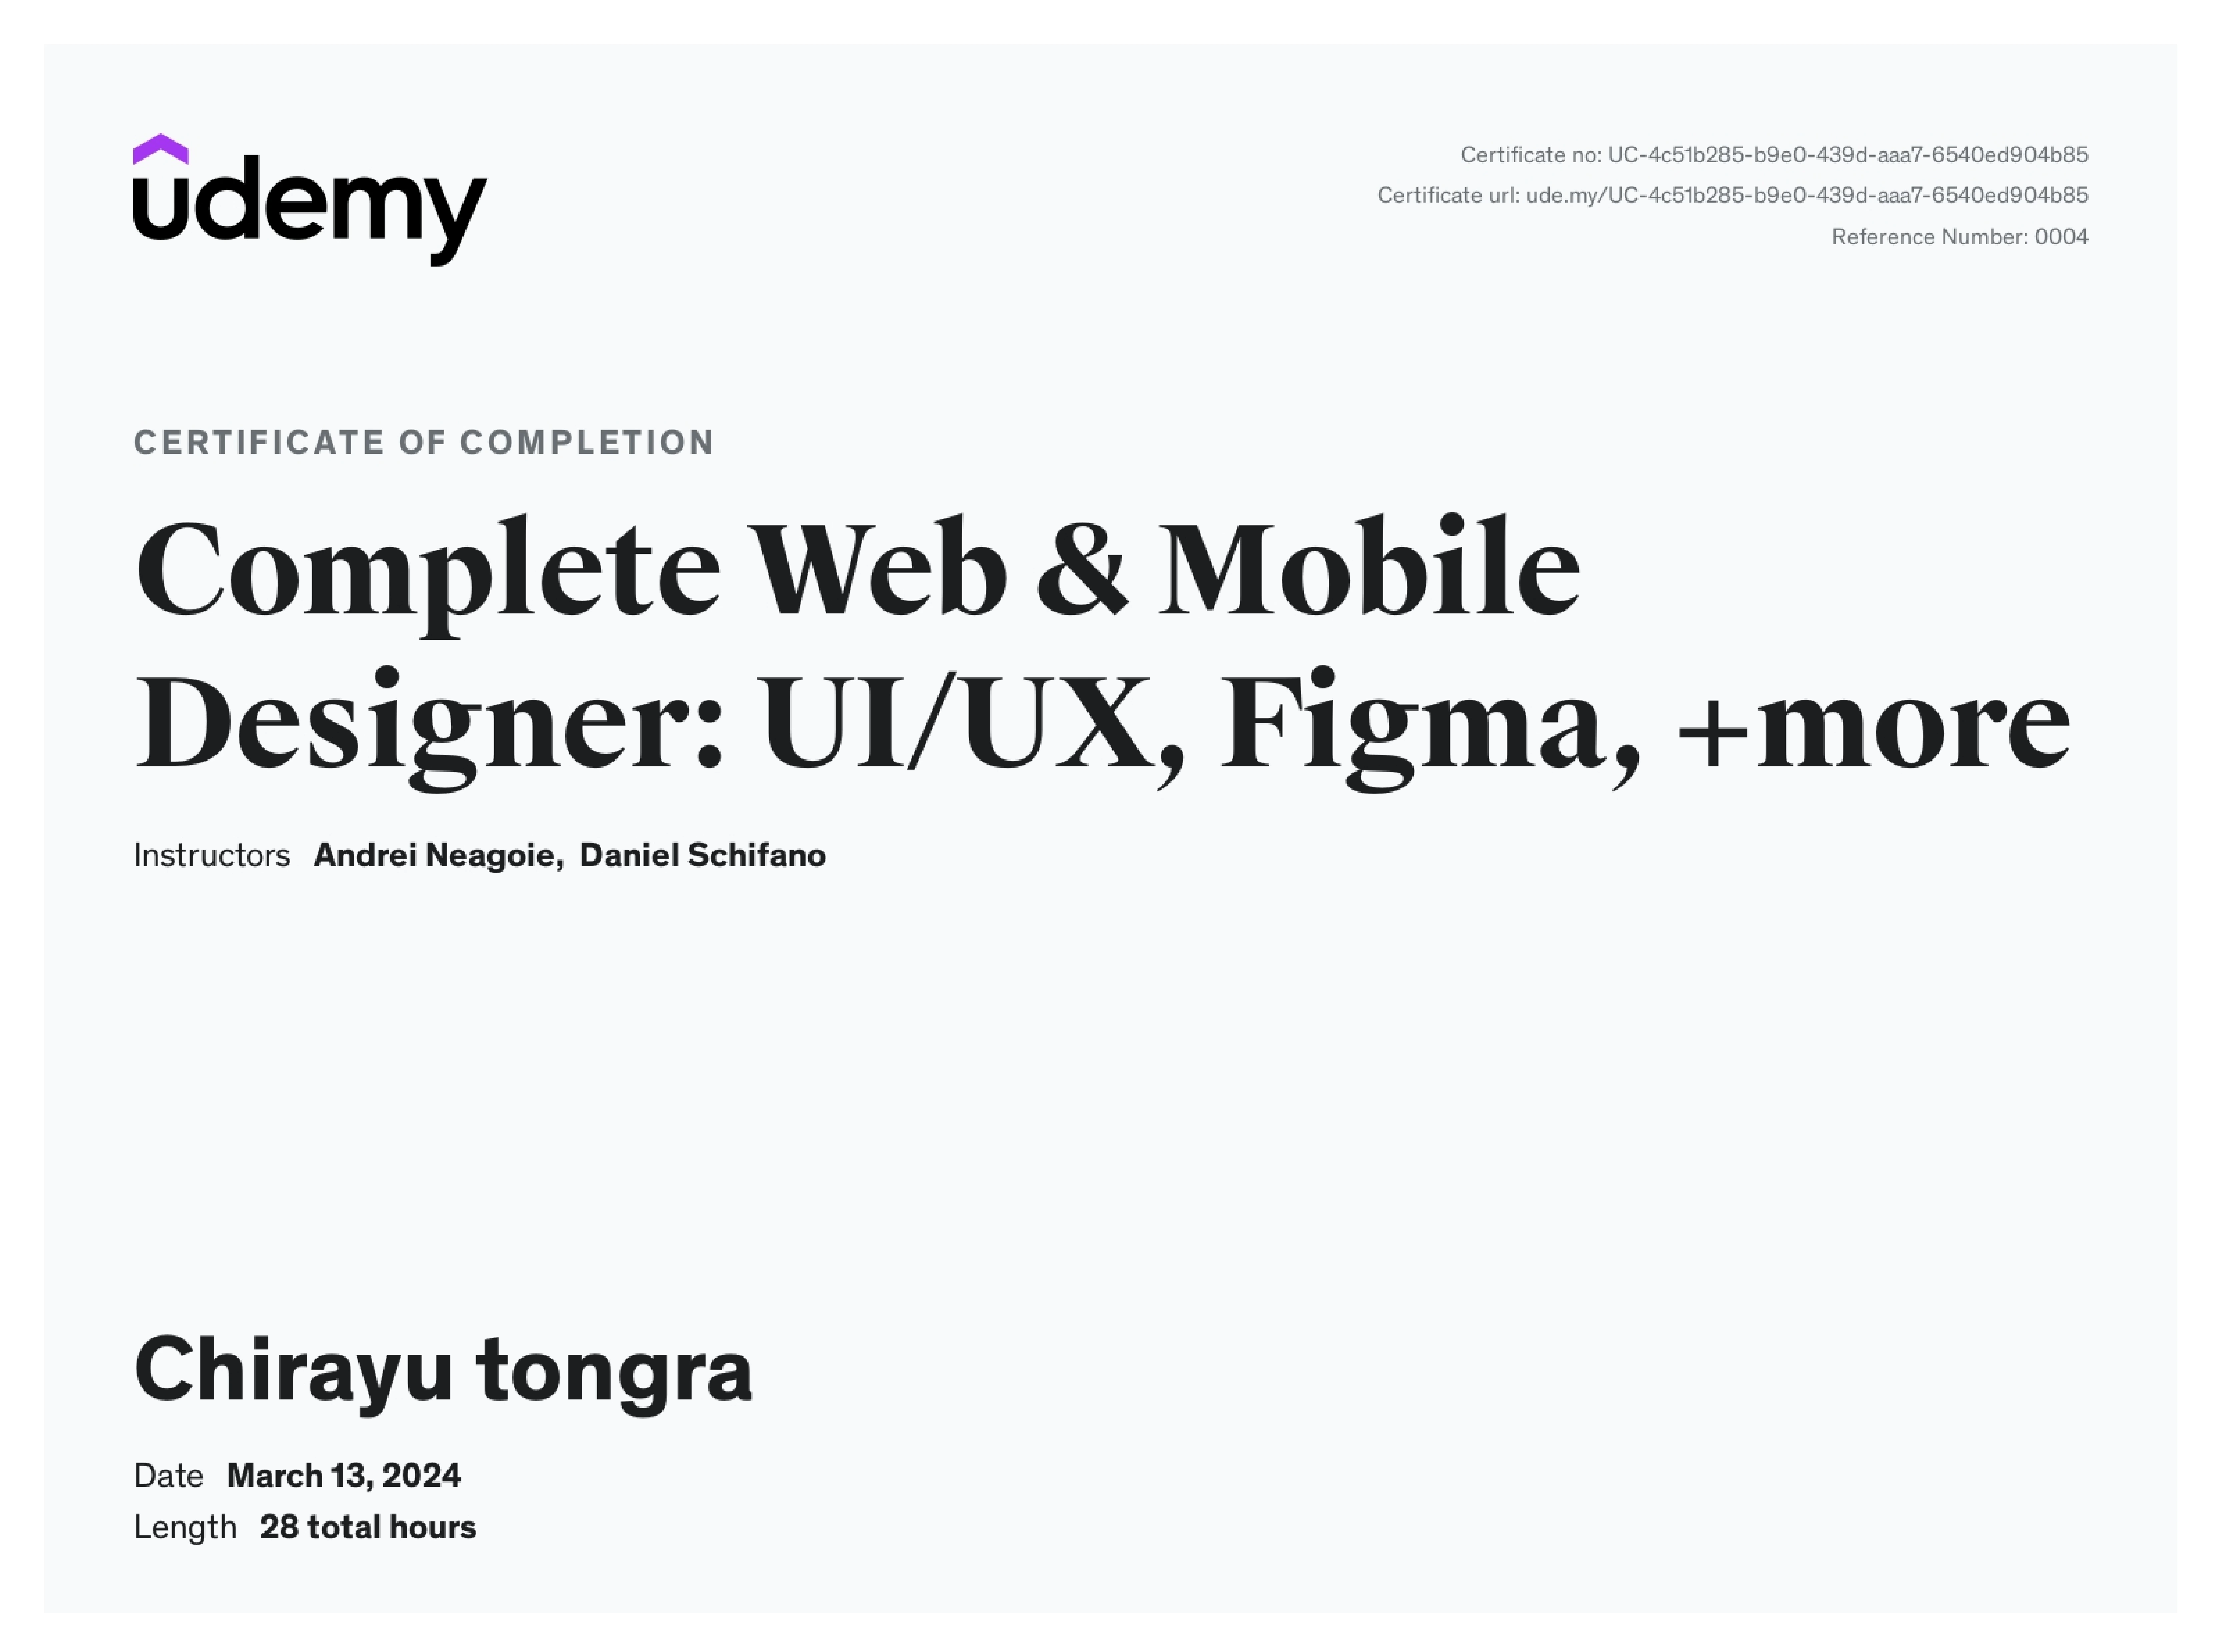 udemy
Certificate no: UC-4c51b285-b9e0-439d-aaa7-6540ed904b85
Certificate url: ude.my/UC-4c51b285-b9e0-439d-aaa7-6540ed904b85
Reference Number: 0004
CERTIFICATE OF COMPLETION
Complete Web & Mobile
Designer: UI/UX, Figma, +more
Instructors Andrei Neagoie, Daniel Schifano
Chirayu tongra
Date March 13, 2024
Length 28 total hours